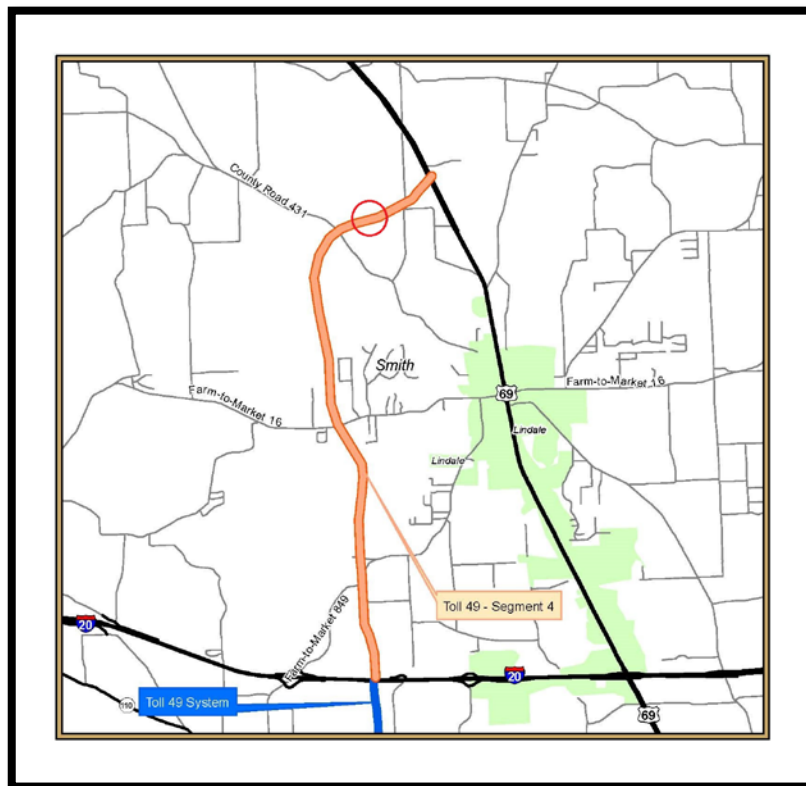 County Road 431
Smith
Farm-to-Market 16
69
Farm-to-Market 16
Lindale
Lindale
Toll 49 - Segment 4
Farm-to-Market 849
20
20
110
Toll 49 System
69